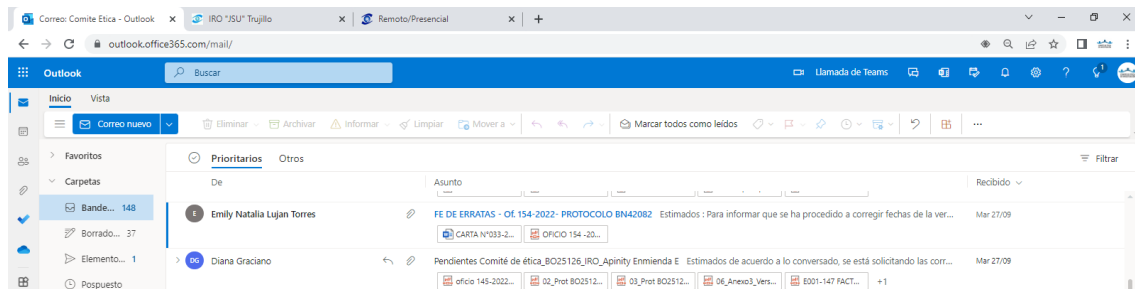 Correo: Comite Etica - Outlook
IRO "JSU" Trujillo
Remoto/Presencial
outlook.office365.com/mail/
Outlook
Buscar
Llamada de Teams
1
Inicio Vista
Correo nuevo
Eliminar
Archivar
Informar
Limpiar
Mover a
Marcar todos como leídos
Favoritos
Prioritarios Otros
Filtrar
Carpetas
De Asunto Recibido
Bande... 148
E Emily Natalia Lujan Torres FE DE ERRATAS - Of. 154-2022- PROTOCOLO BN42082 Estimados : Para informar que se ha procedido a corregir fechas de la ver... Mar 27/09
Borrado... 37
CARTA N°033-2... OFICIO 154 -20...
Elemento... 1
DG Diana Graciano Pendientes Comité de ética_BO25126_IRO_Apinity Enmienda E Estimados de acuerdo a lo conversado, se está solicitando las corr... Mar 27/09
Pospuesto
oficio 145-2022... 02_Prot BO2512... 03_Prot BO2512... 06_Anexo3_Vers... E001-147 FACT... +1